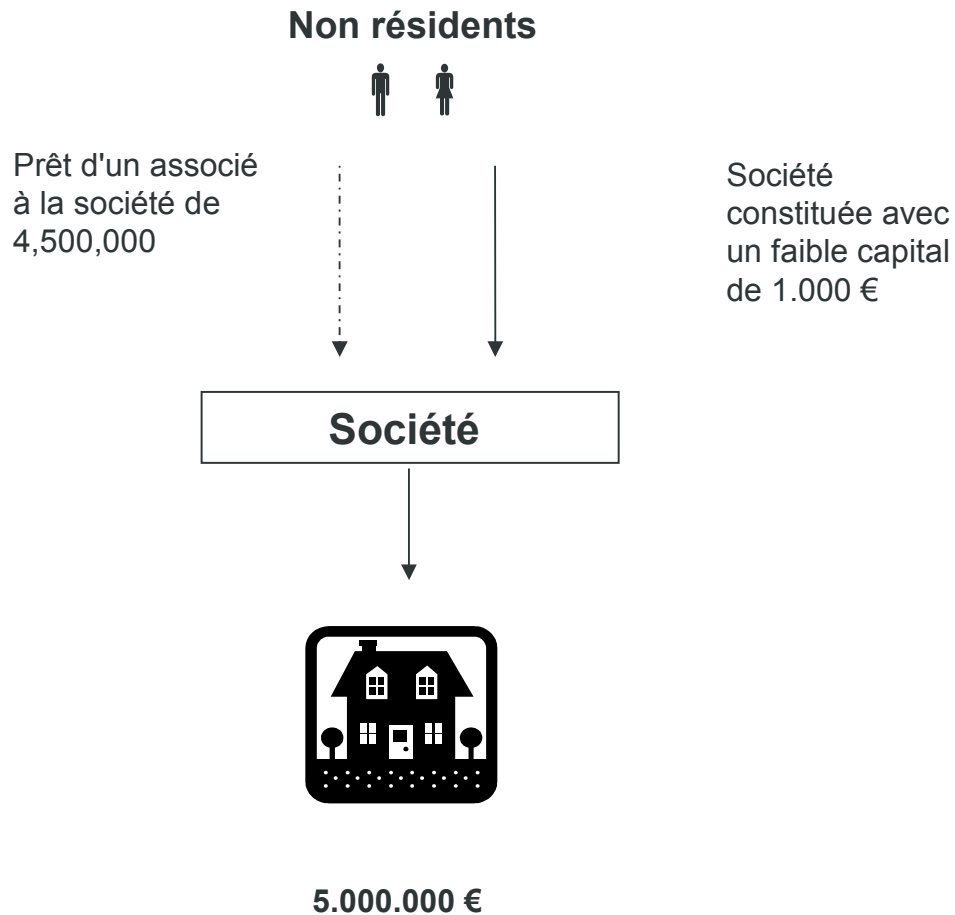 Non résidents
Prêt d'un associé
à la société de
4,500,000
Société
constituée avec
un faible capital
de 1.000 €
Société
5.000.000 €